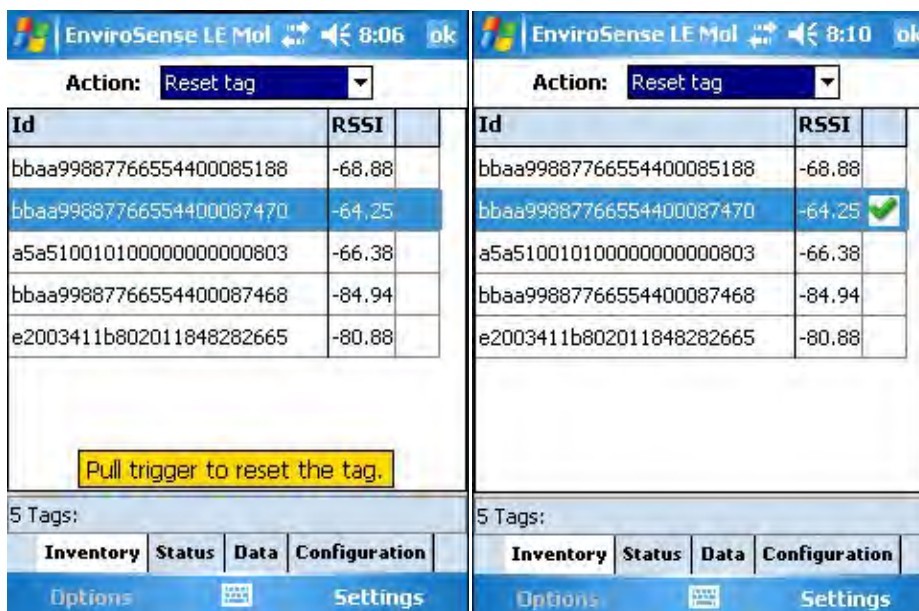 EnviroSense LE Mol 8:06 ok
Action: Reset tag
Id RSSI
bbaa99887766554400085188 -68.88
bbaa99887766554400087470 -64.25
a5a5100101000000000000803 -66.38
bbaa99887766554400087468 -84.94
e2003411b802011848282665 -80.88
Pull trigger to reset the tag.
5 Tags:
Inventory Status Data Configuration
Options Settings
EnviroSense LE Mol 8:10 ok
Action: Reset tag
Id RSSI
bbaa99887766554400085188 -68.88
bbaa99887766554400087470 -64.25
a5a5100101000000000000803 -66.38
bbaa99887766554400087468 -84.94
e2003411b802011848282665 -80.88
5 Tags:
Inventory Status Data Configuration
Options Settings